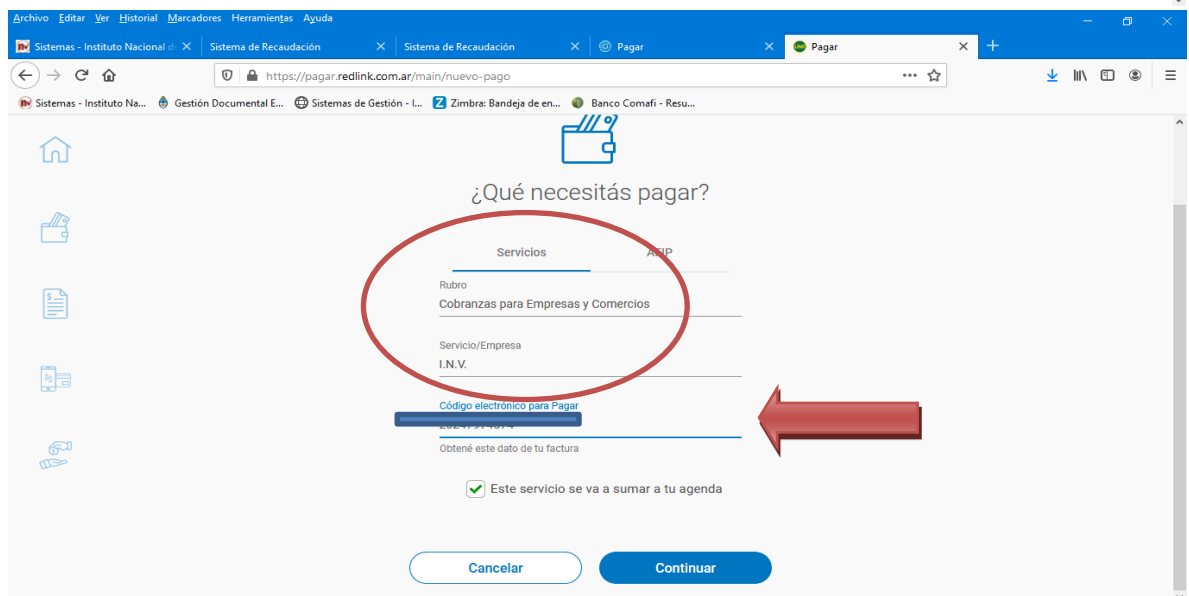 Archivo Editar Ver Historial Marcadores Herramientas Ayuda
Sistemas - Instituto Nacional d
Sistema de Recaudación
Sistema de Recaudación
Pagar
Pagar
https://pagar.redlink.com.ar/main/nuevo-pago
Sistemas - Instituto Na... Gestión Documental E... Sistemas de Gestión - I... Zimbra: Bandeja de en... Banco Comafi - Resu...
¿Qué necesitás pagar?
Servicios AFIP
Rubro
Cobranzas para Empresas y Comercios
Servicio/Empresa
I.N.V.
Código electrónico para Pagar
Obtené este dato de tu factura
Este servicio se va a sumar a tu agenda
Cancelar Continuar